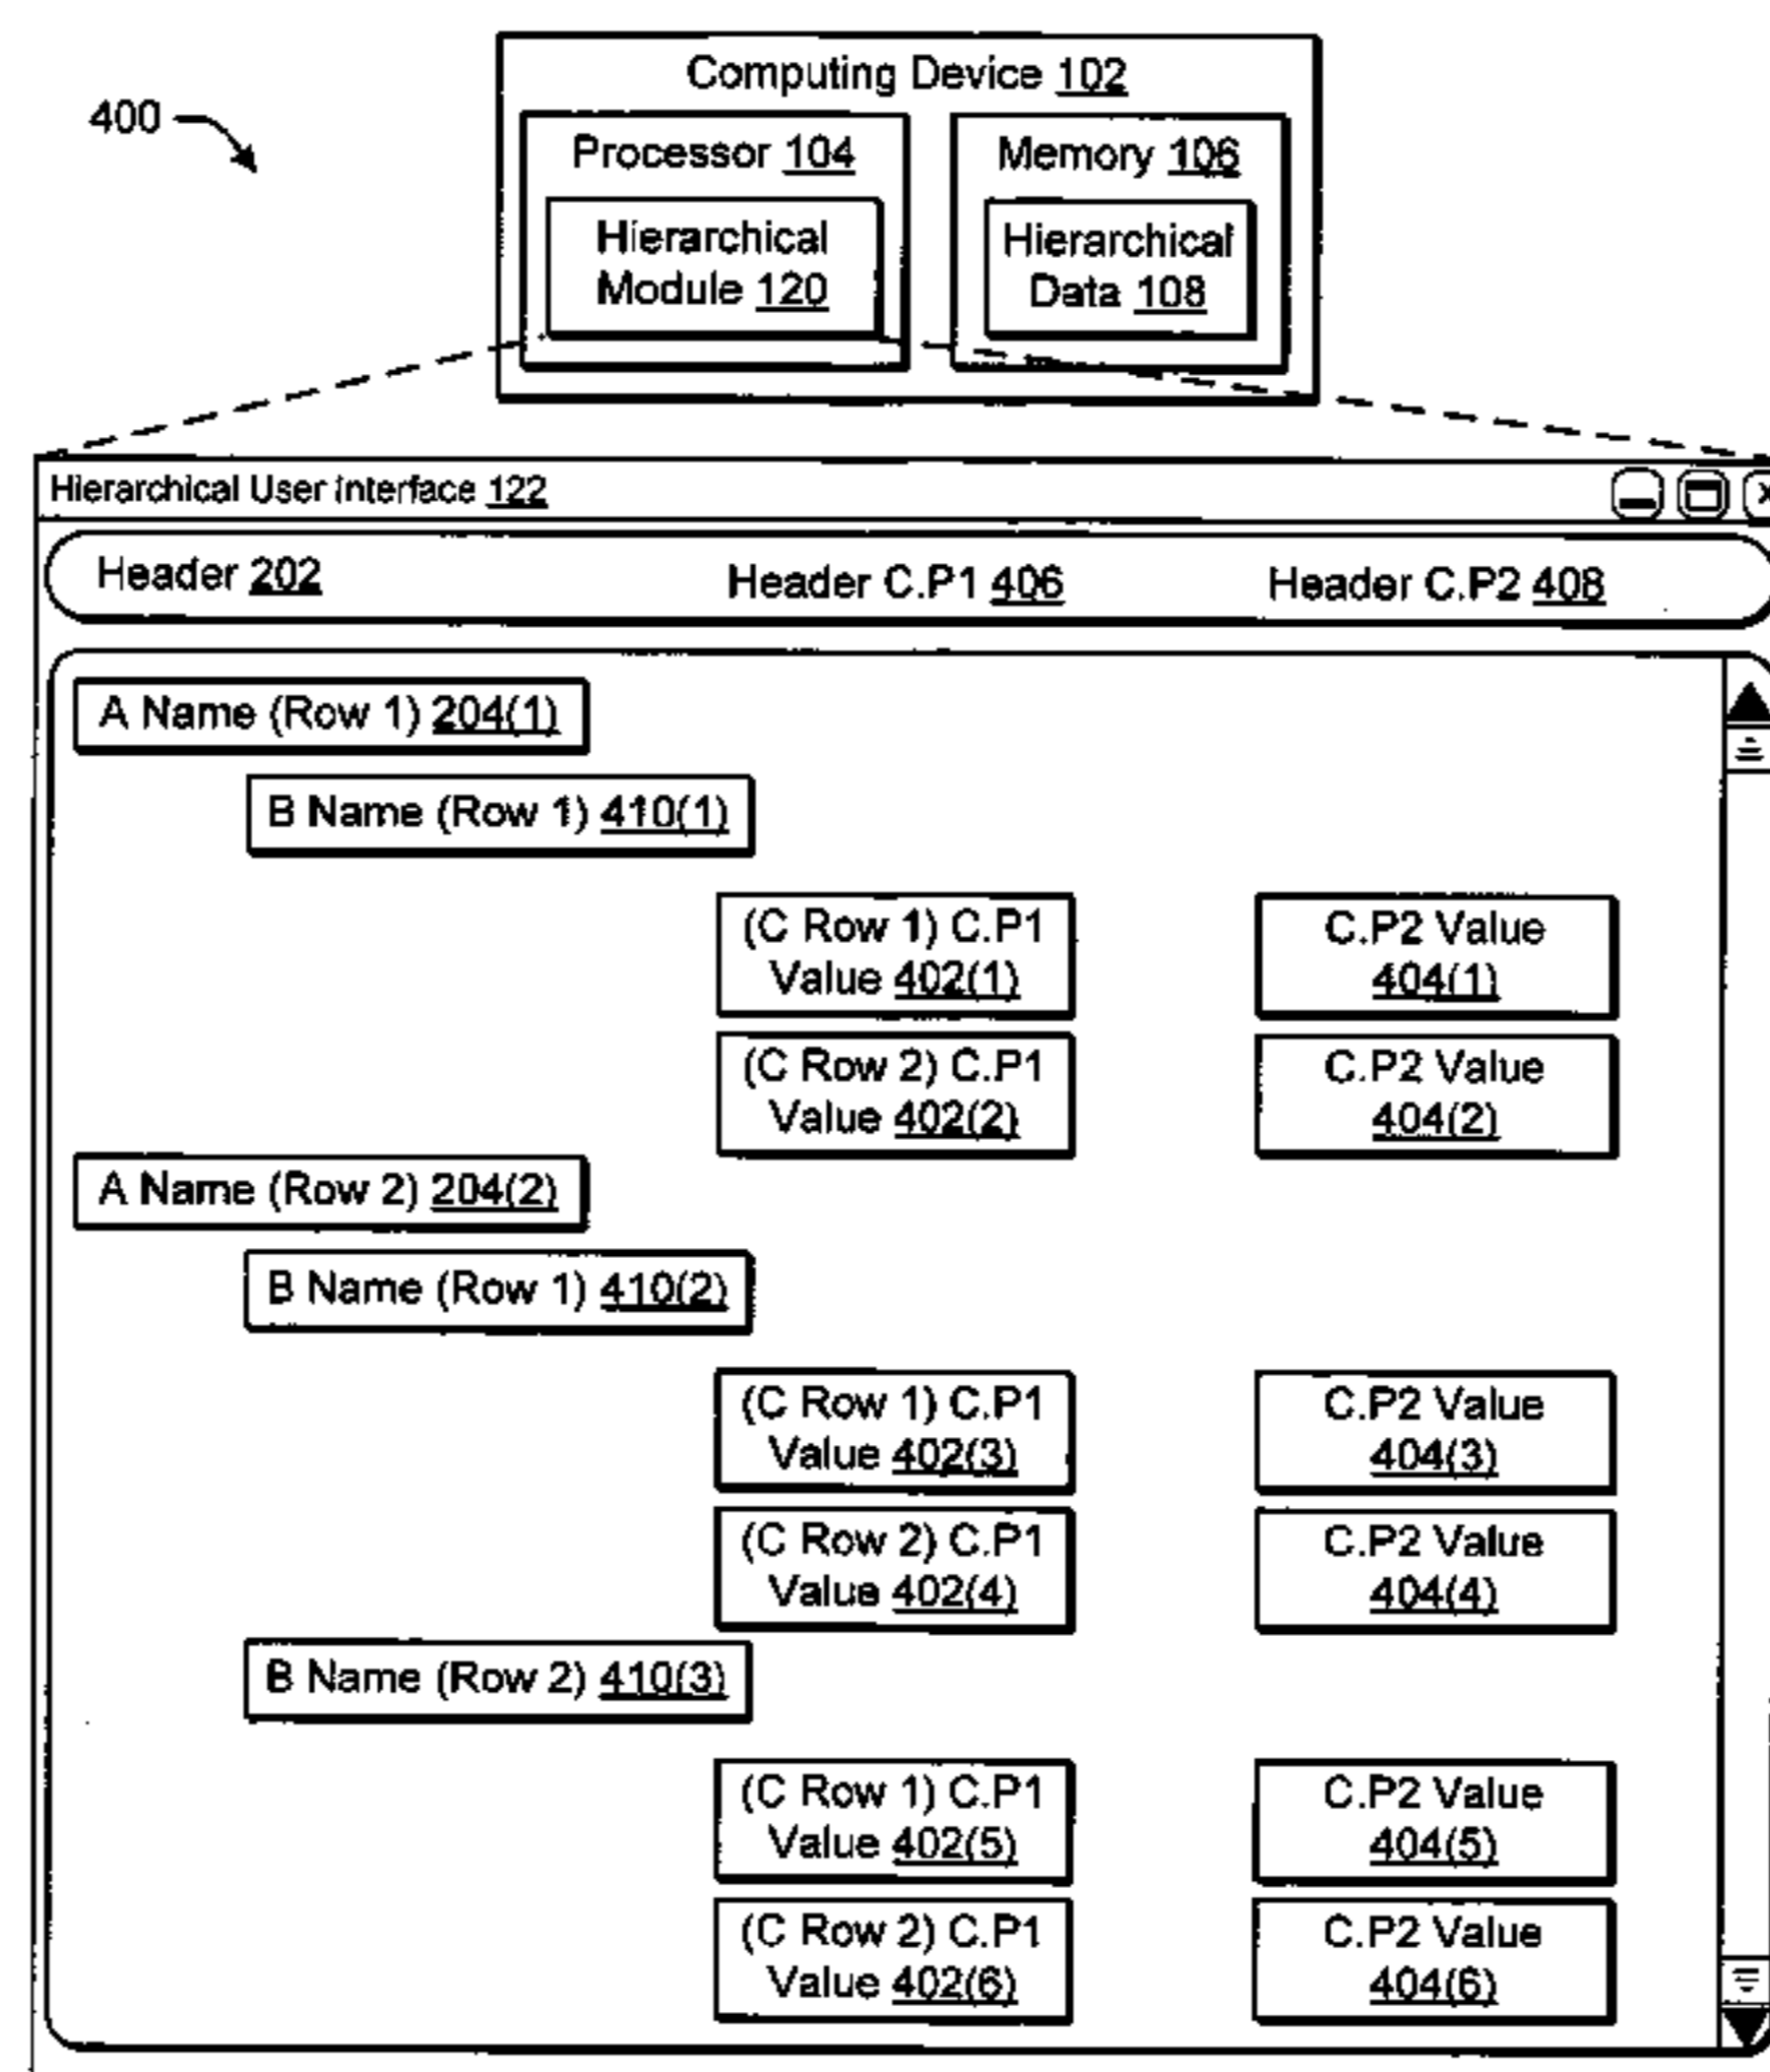 Computing Device 102
400
Processor 104
Memory 106
Hierarchical
Module 120
Hierarchical
Data 108
Hierarchical User Interface 122
Header 202
Header C.P1 406
Header C.P2 408
A Name (Row 1) 204(1)
B Name (Row 1) 410(1)
(C Row 1) C.P1
Value 402(1)
C.P2 Value
404(1)
(C Row 2) C.P1
Value 402(2)
C.P2 Value
404(2)
A Name (Row 2) 204(2)
B Name (Row 1) 410(2)
(C Row 1) C.P1
Value 402(3)
C.P2 Value
404(3)
(C Row 2) C.P1
Value 402(4)
C.P2 Value
404(4)
B Name (Row 2) 410(3)
(C Row 1) C.P1
Value 402(5)
C.P2 Value
404(5)
(C Row 2) C.P1
Value 402(6)
C.P2 Value
404(6)